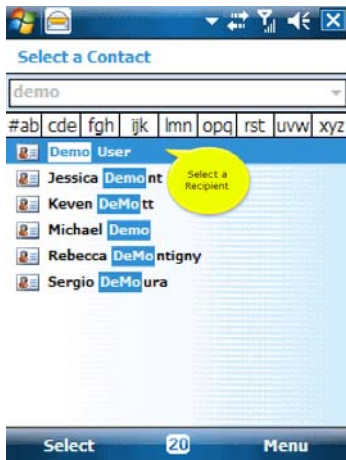 Select a Contact
demo
#ab cde fgh ijk lmn opq rst uvw xyz
Demo User
Select a
Recipient
Jessica Demont
Keven DeMott
Michael Demo
Rebecca DeMontigny
Sergio DeMoura
Select 20 Menu